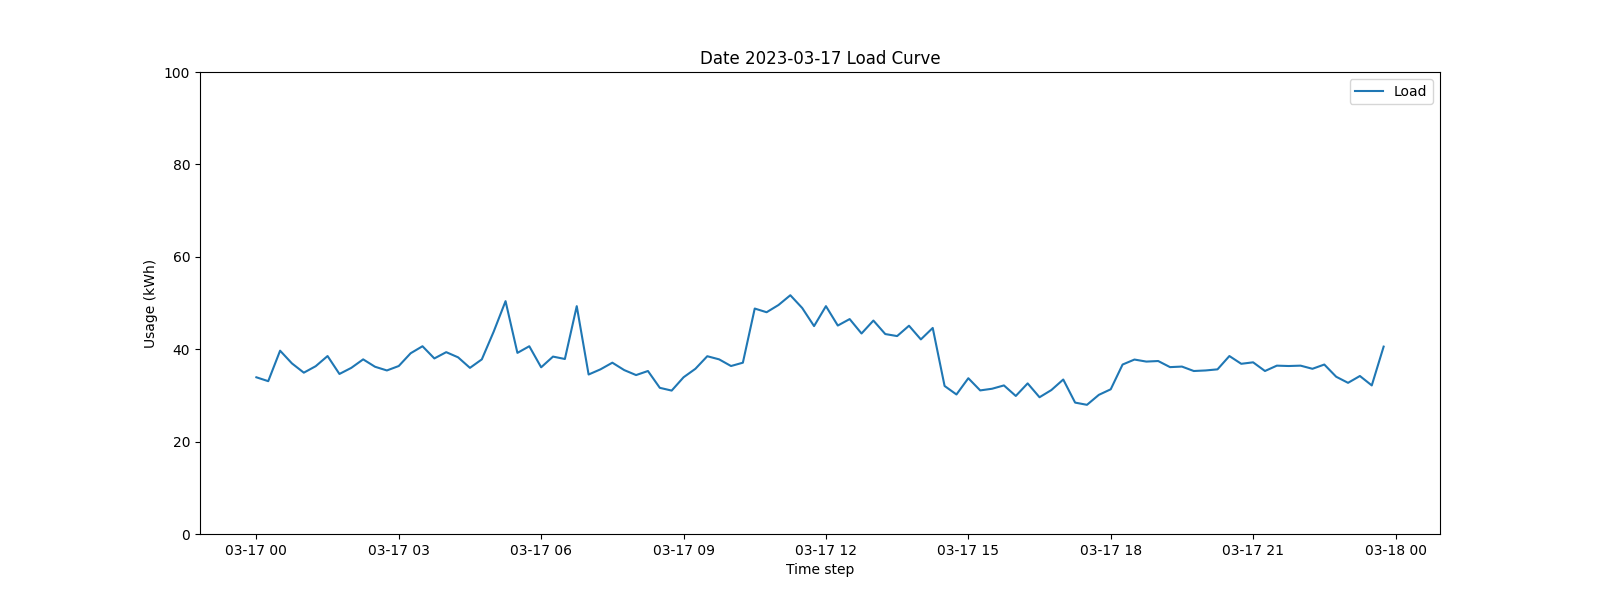 Date 2023-03-17 Load Curve
Load
Usage (kWh)
100
80
60
40
20
0
03-17 00 03-17 03 03-17 06 03-17 09 03-17 12 03-17 15 03-17 18 03-17 21 03-18 00
Time step